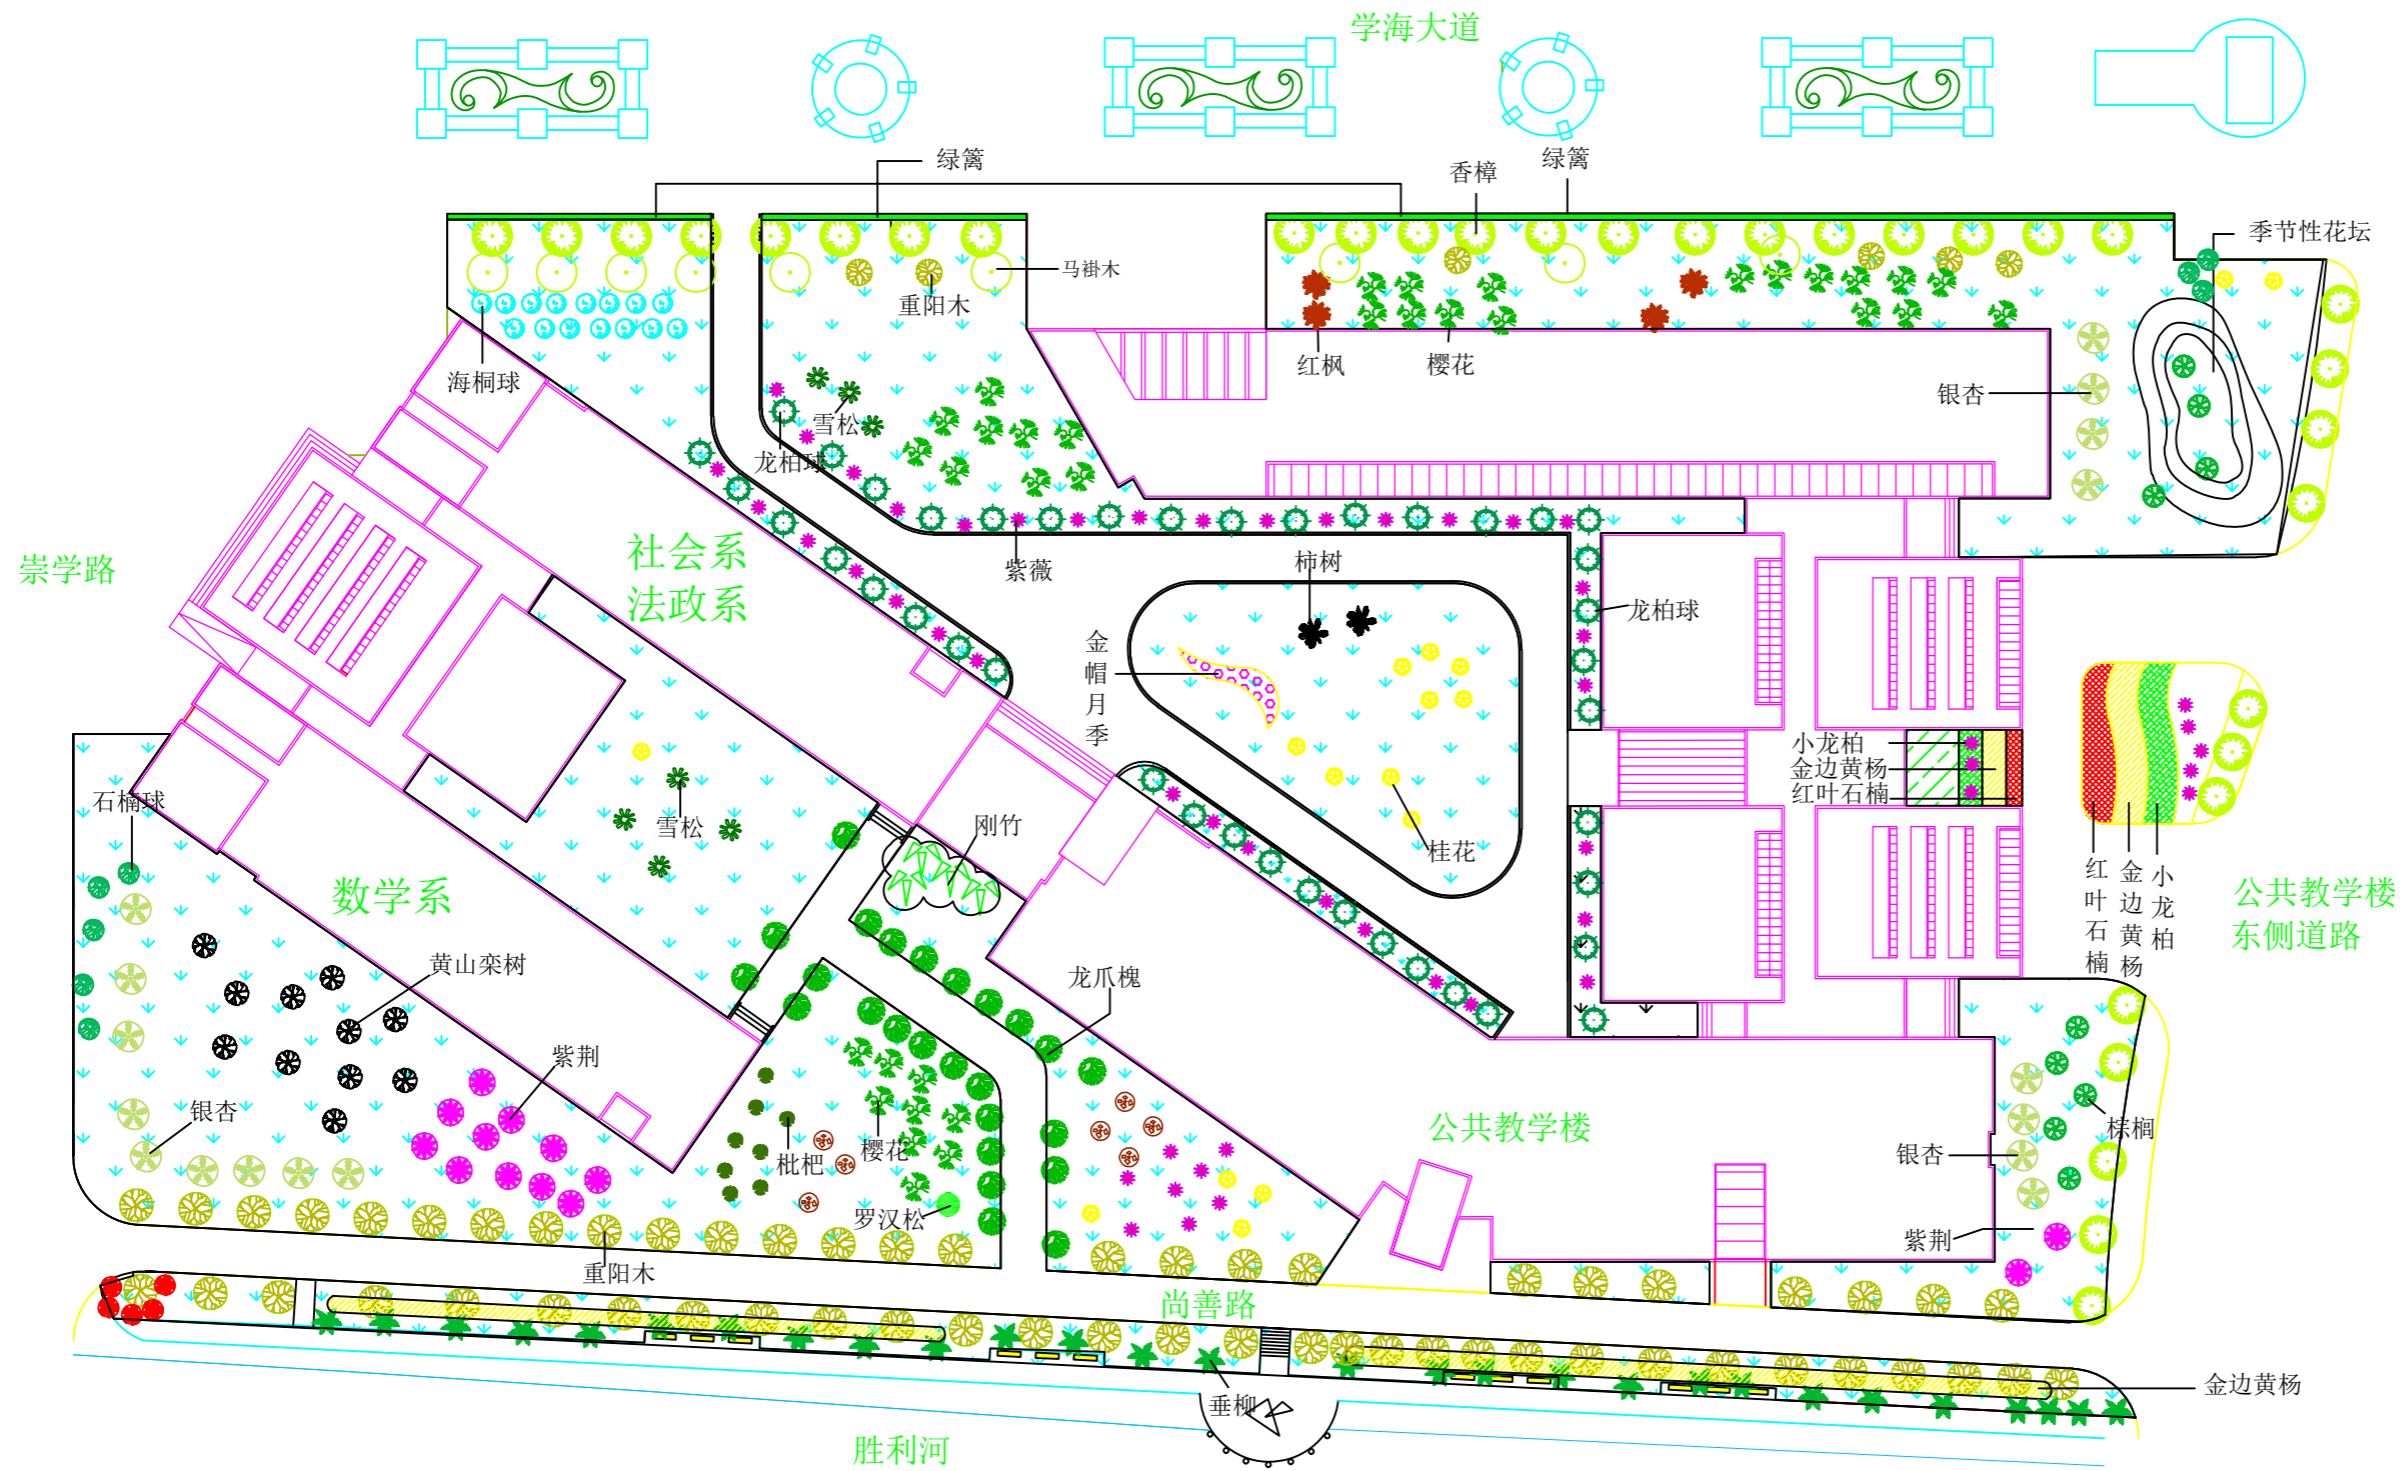 学海大道
绿篱
绿篱
香樟
季节性花坛
马褂木
重阳木
海桐球
红枫
樱花
银杏
雪松
龙柏球
崇学路
社会系
法政系
紫薇
柿树
龙柏球
金帽月季
小龙柏
金边黄杨
红叶石楠
石楠球
雪松
刚竹
桂花
数学系
红叶石楠
金边黄杨
小龙柏
公共教学楼
东侧道路
黄山栾树
龙爪槐
紫荆
银杏
枇杷
樱花
公共教学楼
棕榈
银杏
罗汉松
紫荆
重阳木
尚善路
垂柳
金边黄杨
胜利河